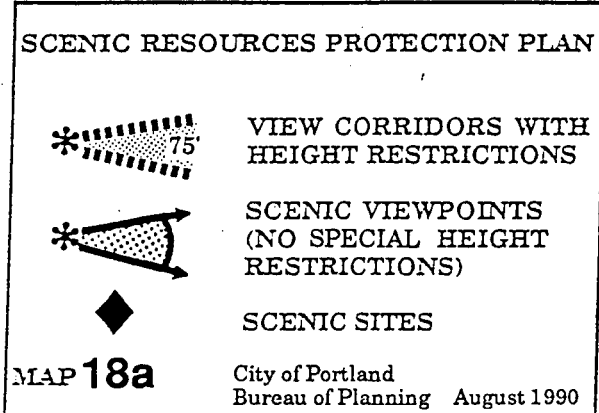 SCENIC RESOURCES PROTECTION PLAN
75'
VIEW CORRIDORS WITH
HEIGHT RESTRICTIONS
SCENIC VIEWPOINTS
(NO SPECIAL HEIGHT
RESTRICTIONS)
SCENIC SITES
MAP 18a
City of Portland
Bureau of Planning August 1990